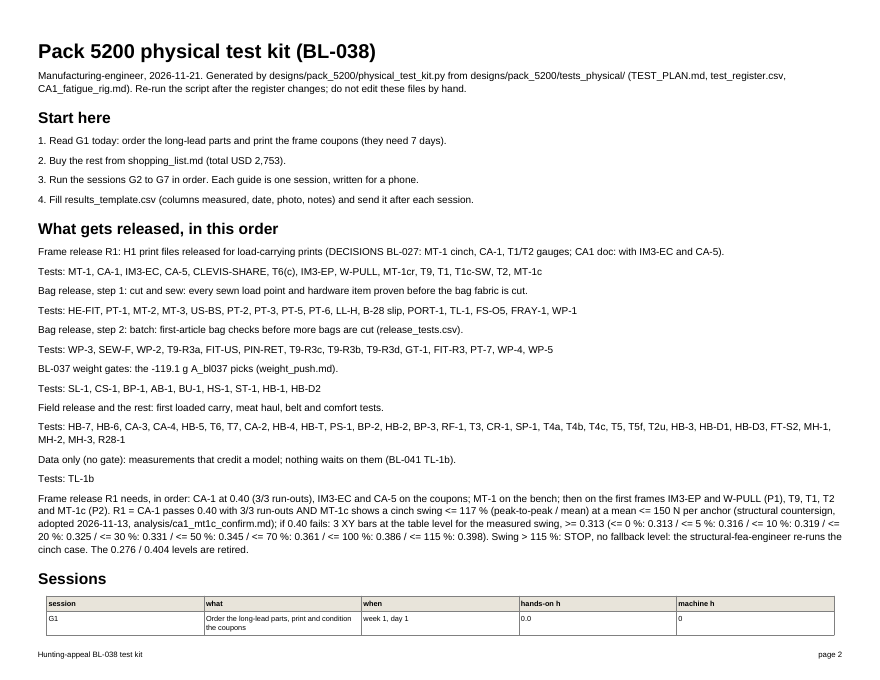 Pack 5200 physical test kit (BL-038)
Manufacturing-engineer, 2026-11-21. Generated by designs/pack_5200/physical_test_kit.py from designs/pack_5200/tests_physical/ (TEST_PLAN.md, test_register.csv,
CA1_fatigue_rig.md). Re-run the script after the register changes; do not edit these files by hand.
Start here
1. Read G1 today: order the long-lead parts and print the frame coupons (they need 7 days).
2. Buy the rest from shopping_list.md (total USD 2,753).
3. Run the sessions G2 to G7 in order. Each guide is one session, written for a phone.
4. Fill results_template.csv (columns measured, date, photo, notes) and send it after each session.
What gets released, in this order
Frame release R1: H1 print files released for load-carrying prints (DECISIONS BL-027: MT-1 cinch, CA-1, T1/T2 gauges; CA1 doc: with IM3-EC and CA-5).
Tests: MT-1, CA-1, IM3-EC, CA-5, CLEVIS-SHARE, T6(c), IM3-EP, W-PULL, MT-1cr, T9, T1, T1c-SW, T2, MT-1c
Bag release, step 1: cut and sew: every sewn load point and hardware item proven before the bag fabric is cut.
Tests: HE-FIT, PT-1, MT-2, MT-3, US-BS, PT-2, PT-3, PT-5, PT-6, LL-H, B-28 slip, PORT-1, TL-1, FS-O5, FRAY-1, WP-1
Bag release, step 2: batch: first-article bag checks before more bags are cut (release_tests.csv).
Tests: WP-3, SEW-F, WP-2, T9-R3a, FIT-US, PIN-RET, T9-R3c, T9-R3b, T9-R3d, GT-1, FIT-R3, PT-7, WP-4, WP-5
BL-037 weight gates: the -119.1 g A_bl037 picks (weight_push.md).
Tests: SL-1, CS-1, BP-1, AB-1, BU-1, HS-1, ST-1, HB-1, HB-D2
Field release and the rest: first loaded carry, meat haul, belt and comfort tests.
Tests: HB-7, HB-6, CA-3, CA-4, HB-5, T6, T7, CA-2, HB-4, HB-T, PS-1, BP-2, HB-2, BP-3, RF-1, T3, CR-1, SP-1, T4a, T4b, T4c, T5, T5f, T2u, HB-3, HB-D1, HB-D3, FT-S2, MH-1,
MH-2, MH-3, R28-1
Data only (no gate): measurements that credit a model; nothing waits on them (BL-041 TL-1b).
Tests: TL-1b
Frame release R1 needs, in order: CA-1 at 0.40 (3/3 run-outs), IM3-EC and CA-5 on the coupons; MT-1 on the bench; then on the first frames IM3-EP and W-PULL (P1), T9, T1, T2
and MT-1c (P2). R1 = CA-1 passes 0.40 with 3/3 run-outs AND MT-1c shows a cinch swing <= 117 % (peak-to-peak / mean) at a mean <= 150 N per anchor (structural countersign,
adopted 2026-11-13, analysis/ca1_mt1c_confirm.md); if 0.40 fails: 3 XY bars at the table level for the measured swing, >= 0.313 (<= 0 %: 0.313 / <= 5 %: 0.316 / <= 10 %: 0.319 / <=
20 %: 0.325 / <= 30 %: 0.331 / <= 50 %: 0.345 / <= 70 %: 0.361 / <= 100 %: 0.386 / <= 115 %: 0.398). Swing > 115 %: STOP, no fallback level: the structural-fea-engineer re-runs the
cinch case. The 0.276 / 0.404 levels are retired.
Sessions
session what when hands-on h machine h
G1 Order the long-lead parts, print and condition week 1, day 1 0.0 0
the coupons
Hunting-appeal BL-038 test kit page 2